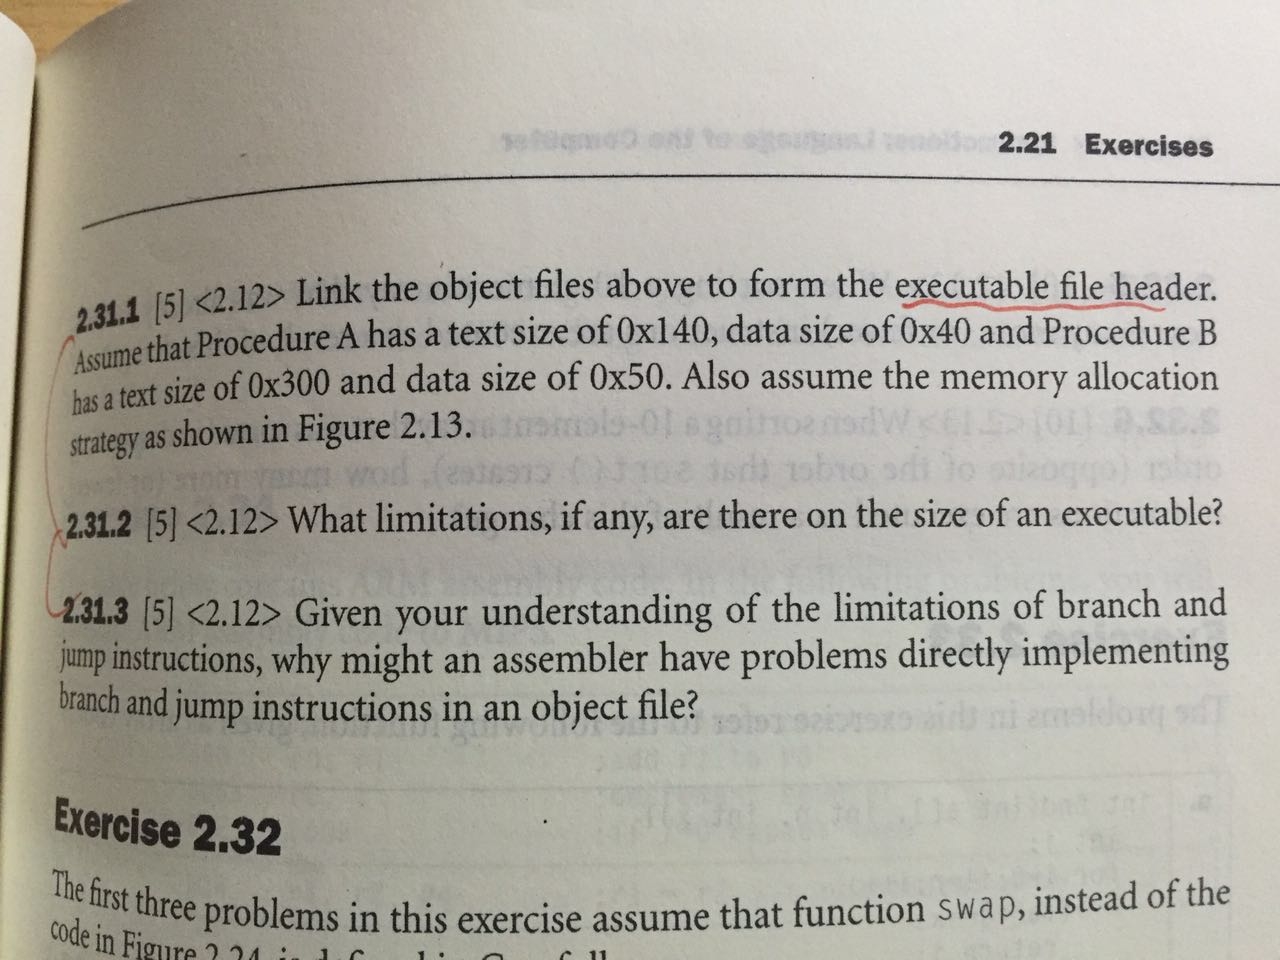 2.21 Exercises
2.31.1 [5] <2.12> Link the object files above to form the executable file header.
Assume that Procedure A has a text size of 0x140, data size of 0x40 and Procedure B
has a text size of 0x300 and data size of 0x50. Also assume the memory allocation
strategy as shown in Figure 2.13.
2.31.2 [5] <2.12> What limitations, if any, are there on the size of an executable?
2.31.3 [5] <2.12> Given your understanding of the limitations of branch and
jump instructions, why might an assembler have problems directly implementing
branch and jump instructions in an object file?
Exercise 2.32
The first three problems in this exercise assume that function swap, instead of the
code in Figure 2.24, is